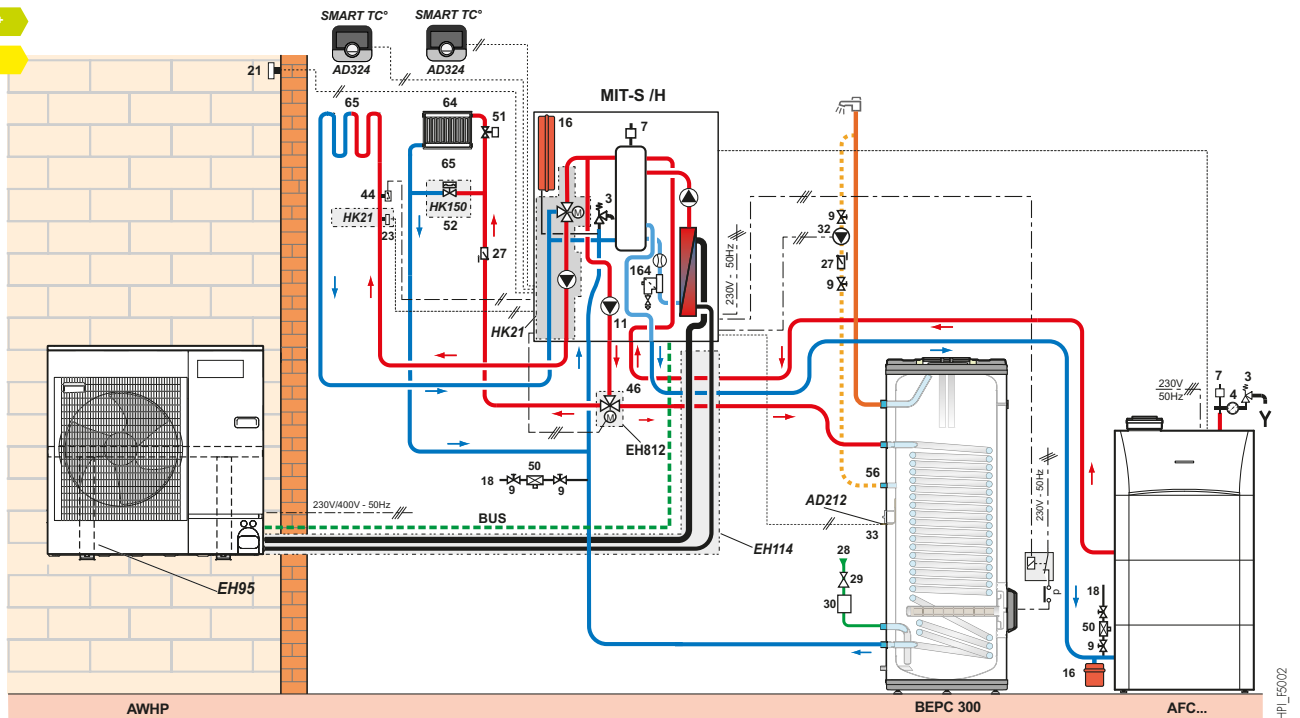 +
SMART TC°
SMART TC°
AD324
AD324
21
65
64
51
MIT-S /H
16
7
3
65
44
HK150
HK21
23
52
27
9
32
27
9
164
230V - 50Hz
HK21
11
46
EH812
7
3
4
230V
50Hz
Y
18
50
9
9
56
AD212
33
230V - 50Hz
p
230V/400V - 50Hz
BUS
EH114
EH95
28
29
30
18
50
9
16
M
M
AWHP
BEPC 300
AFC...
HPI_F5002